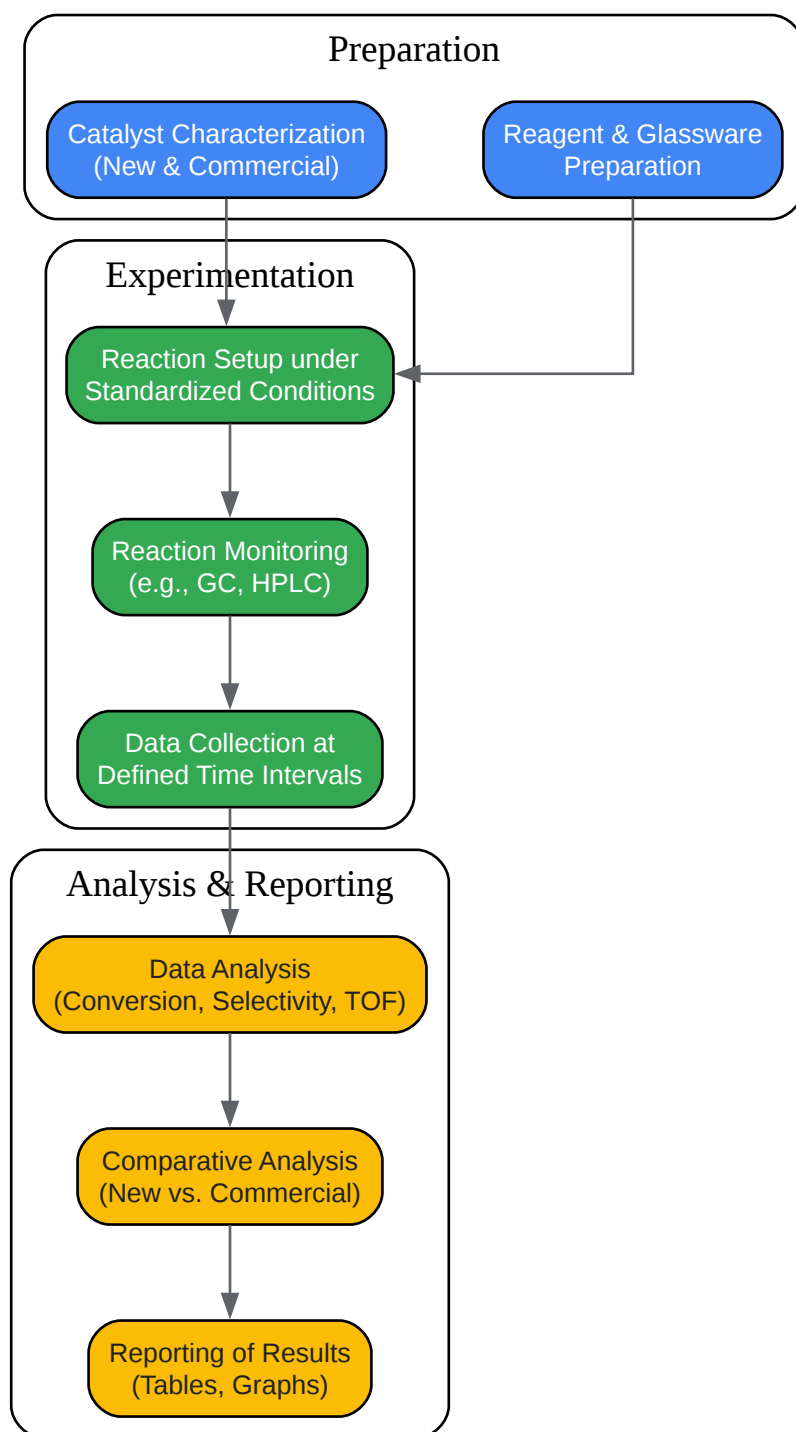 Preparation
Catalyst Characterization
(New & Commercial)
Reagent & Glassware
Preparation
Experimentation
Reaction Setup under
Standardized Conditions
Reaction Monitoring
(e.g., GC, HPLC)
Data Collection at
Defined Time Intervals
Analysis & Reporting
Data Analysis
(Conversion, Selectivity, TOF)
Comparative Analysis
(New vs. Commercial)
Reporting of Results
(Tables, Graphs)